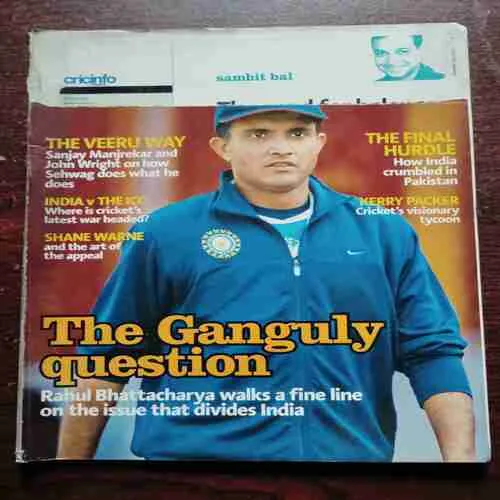 cricinfo
sambit bal
THE VEERU WAY
Sanjay Manjrekar and
John Wright on how
Sehwag does what he
does
INDIA v THE ICC
Where is cricket's
latest war headed?
SHANE WARNE
and the art of
the appeal
THE FINAL
HURDLE
How India
crumbled in
Pakistan
KERRY PACKER
Cricket's visionary
tycoon
The Ganguly
question
Rahul Bhattacharya walks a fine line
on the issue that divides India